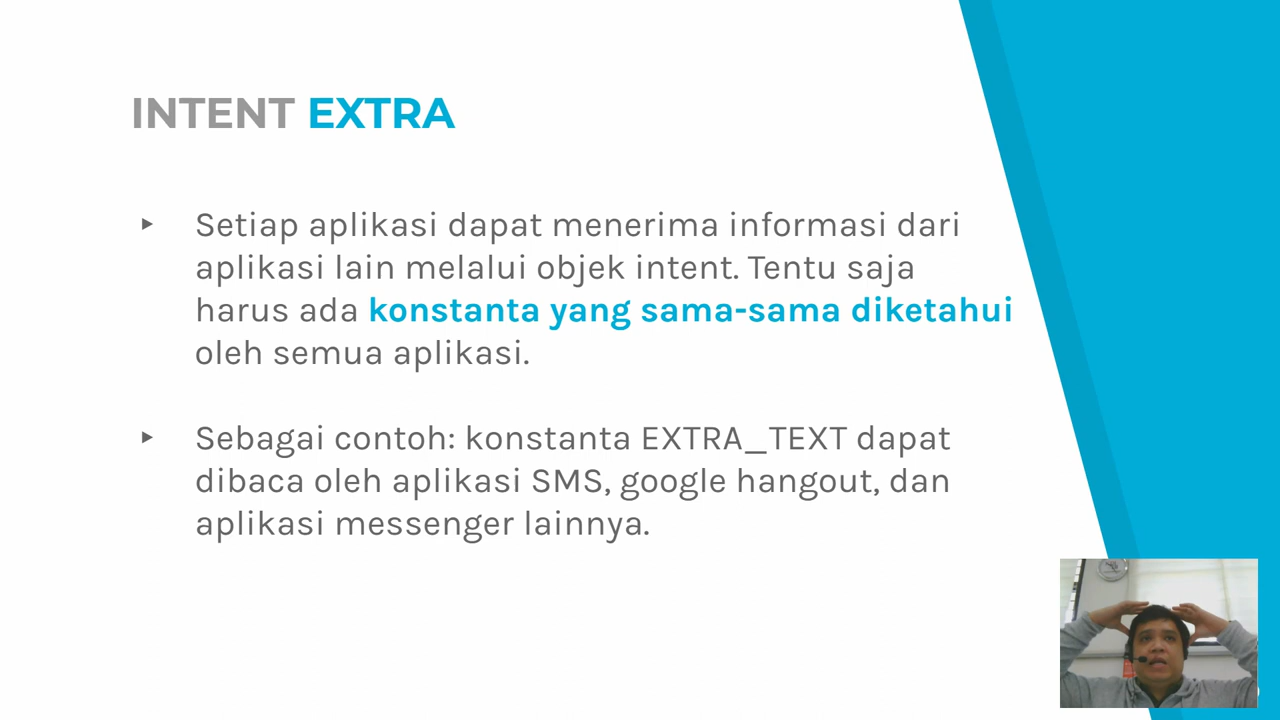 INTENT EXTRA
Setiap aplikasi dapat menerima informasi dari
aplikasi lain melalui objek intent. Tentu saja
harus ada konstanta yang sama-sama diketahui
oleh semua aplikasi.
Sebagai contoh: konstanta EXTRA_TEXT dapat
dibaca oleh aplikasi SMS, google hangout, dan
aplikasi messenger lainnya.